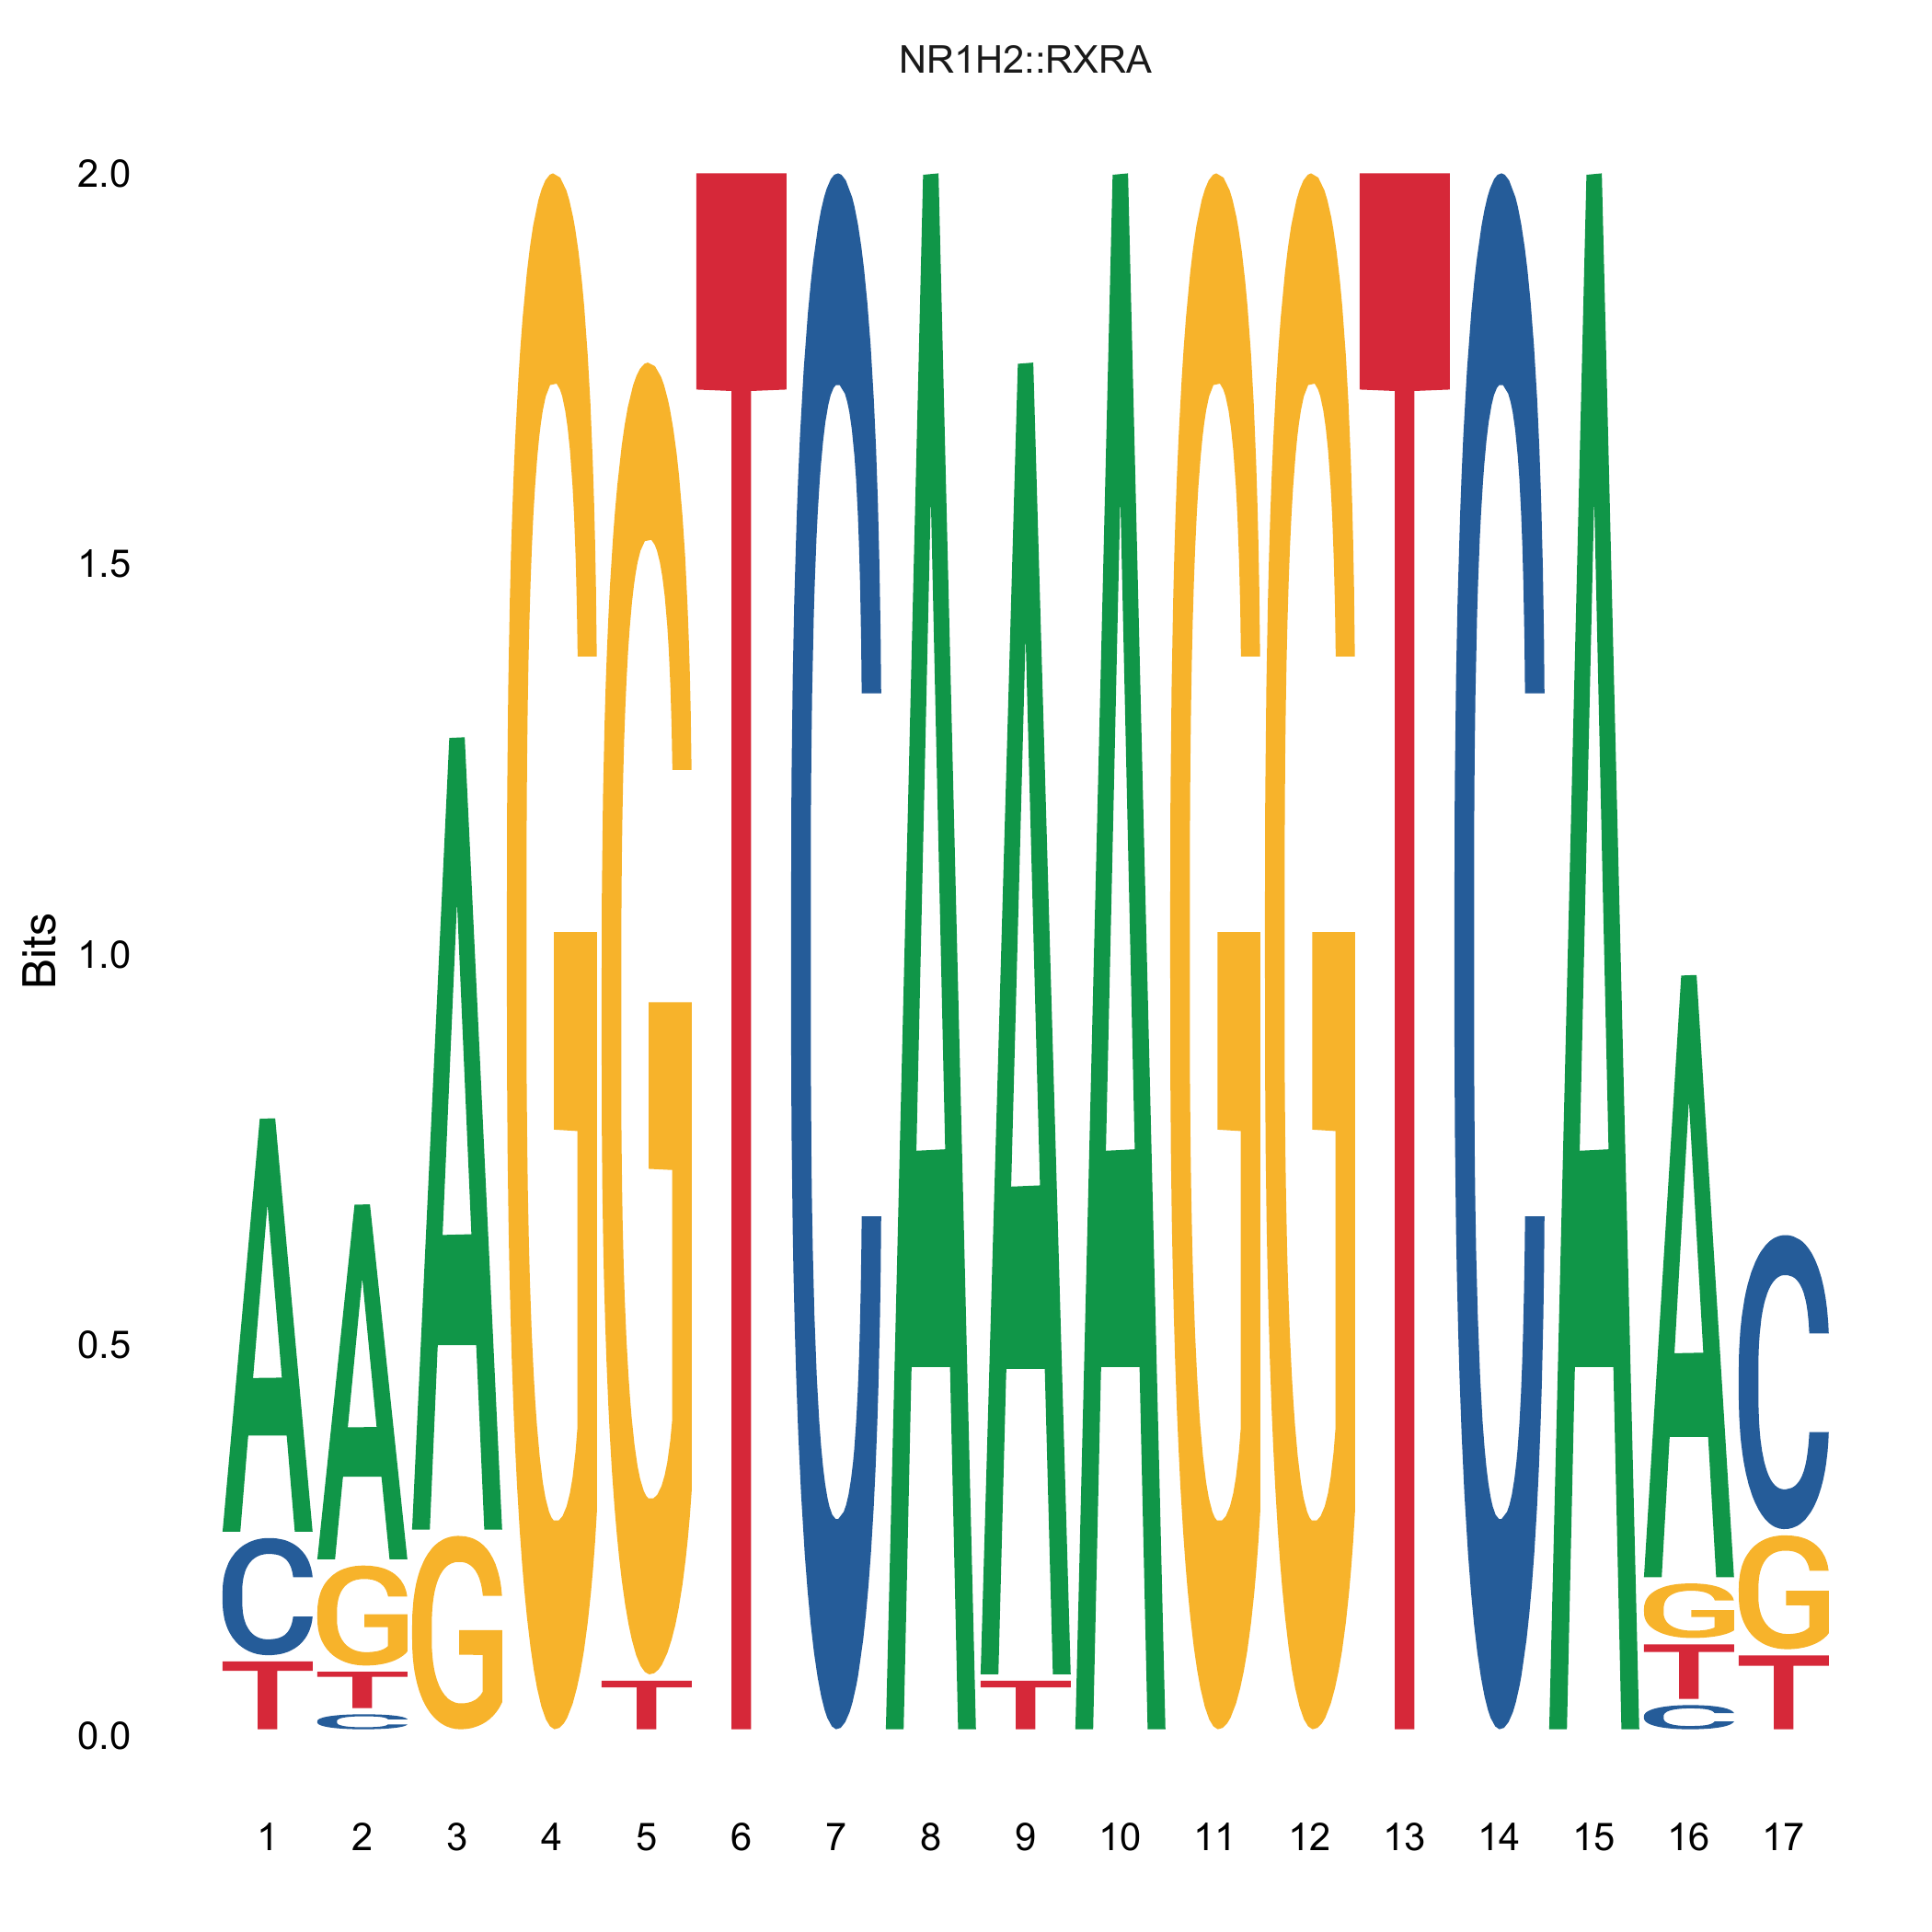 NR1H2::RXRA
2.0
1.5
1.0
0.5
0.0
Bits
A A A G G T C A A A G G T C A A C
C G G T T G G
T T T T
C C
1 2 3 4 5 6 7 8 9 10 11 12 13 14 15 16 17